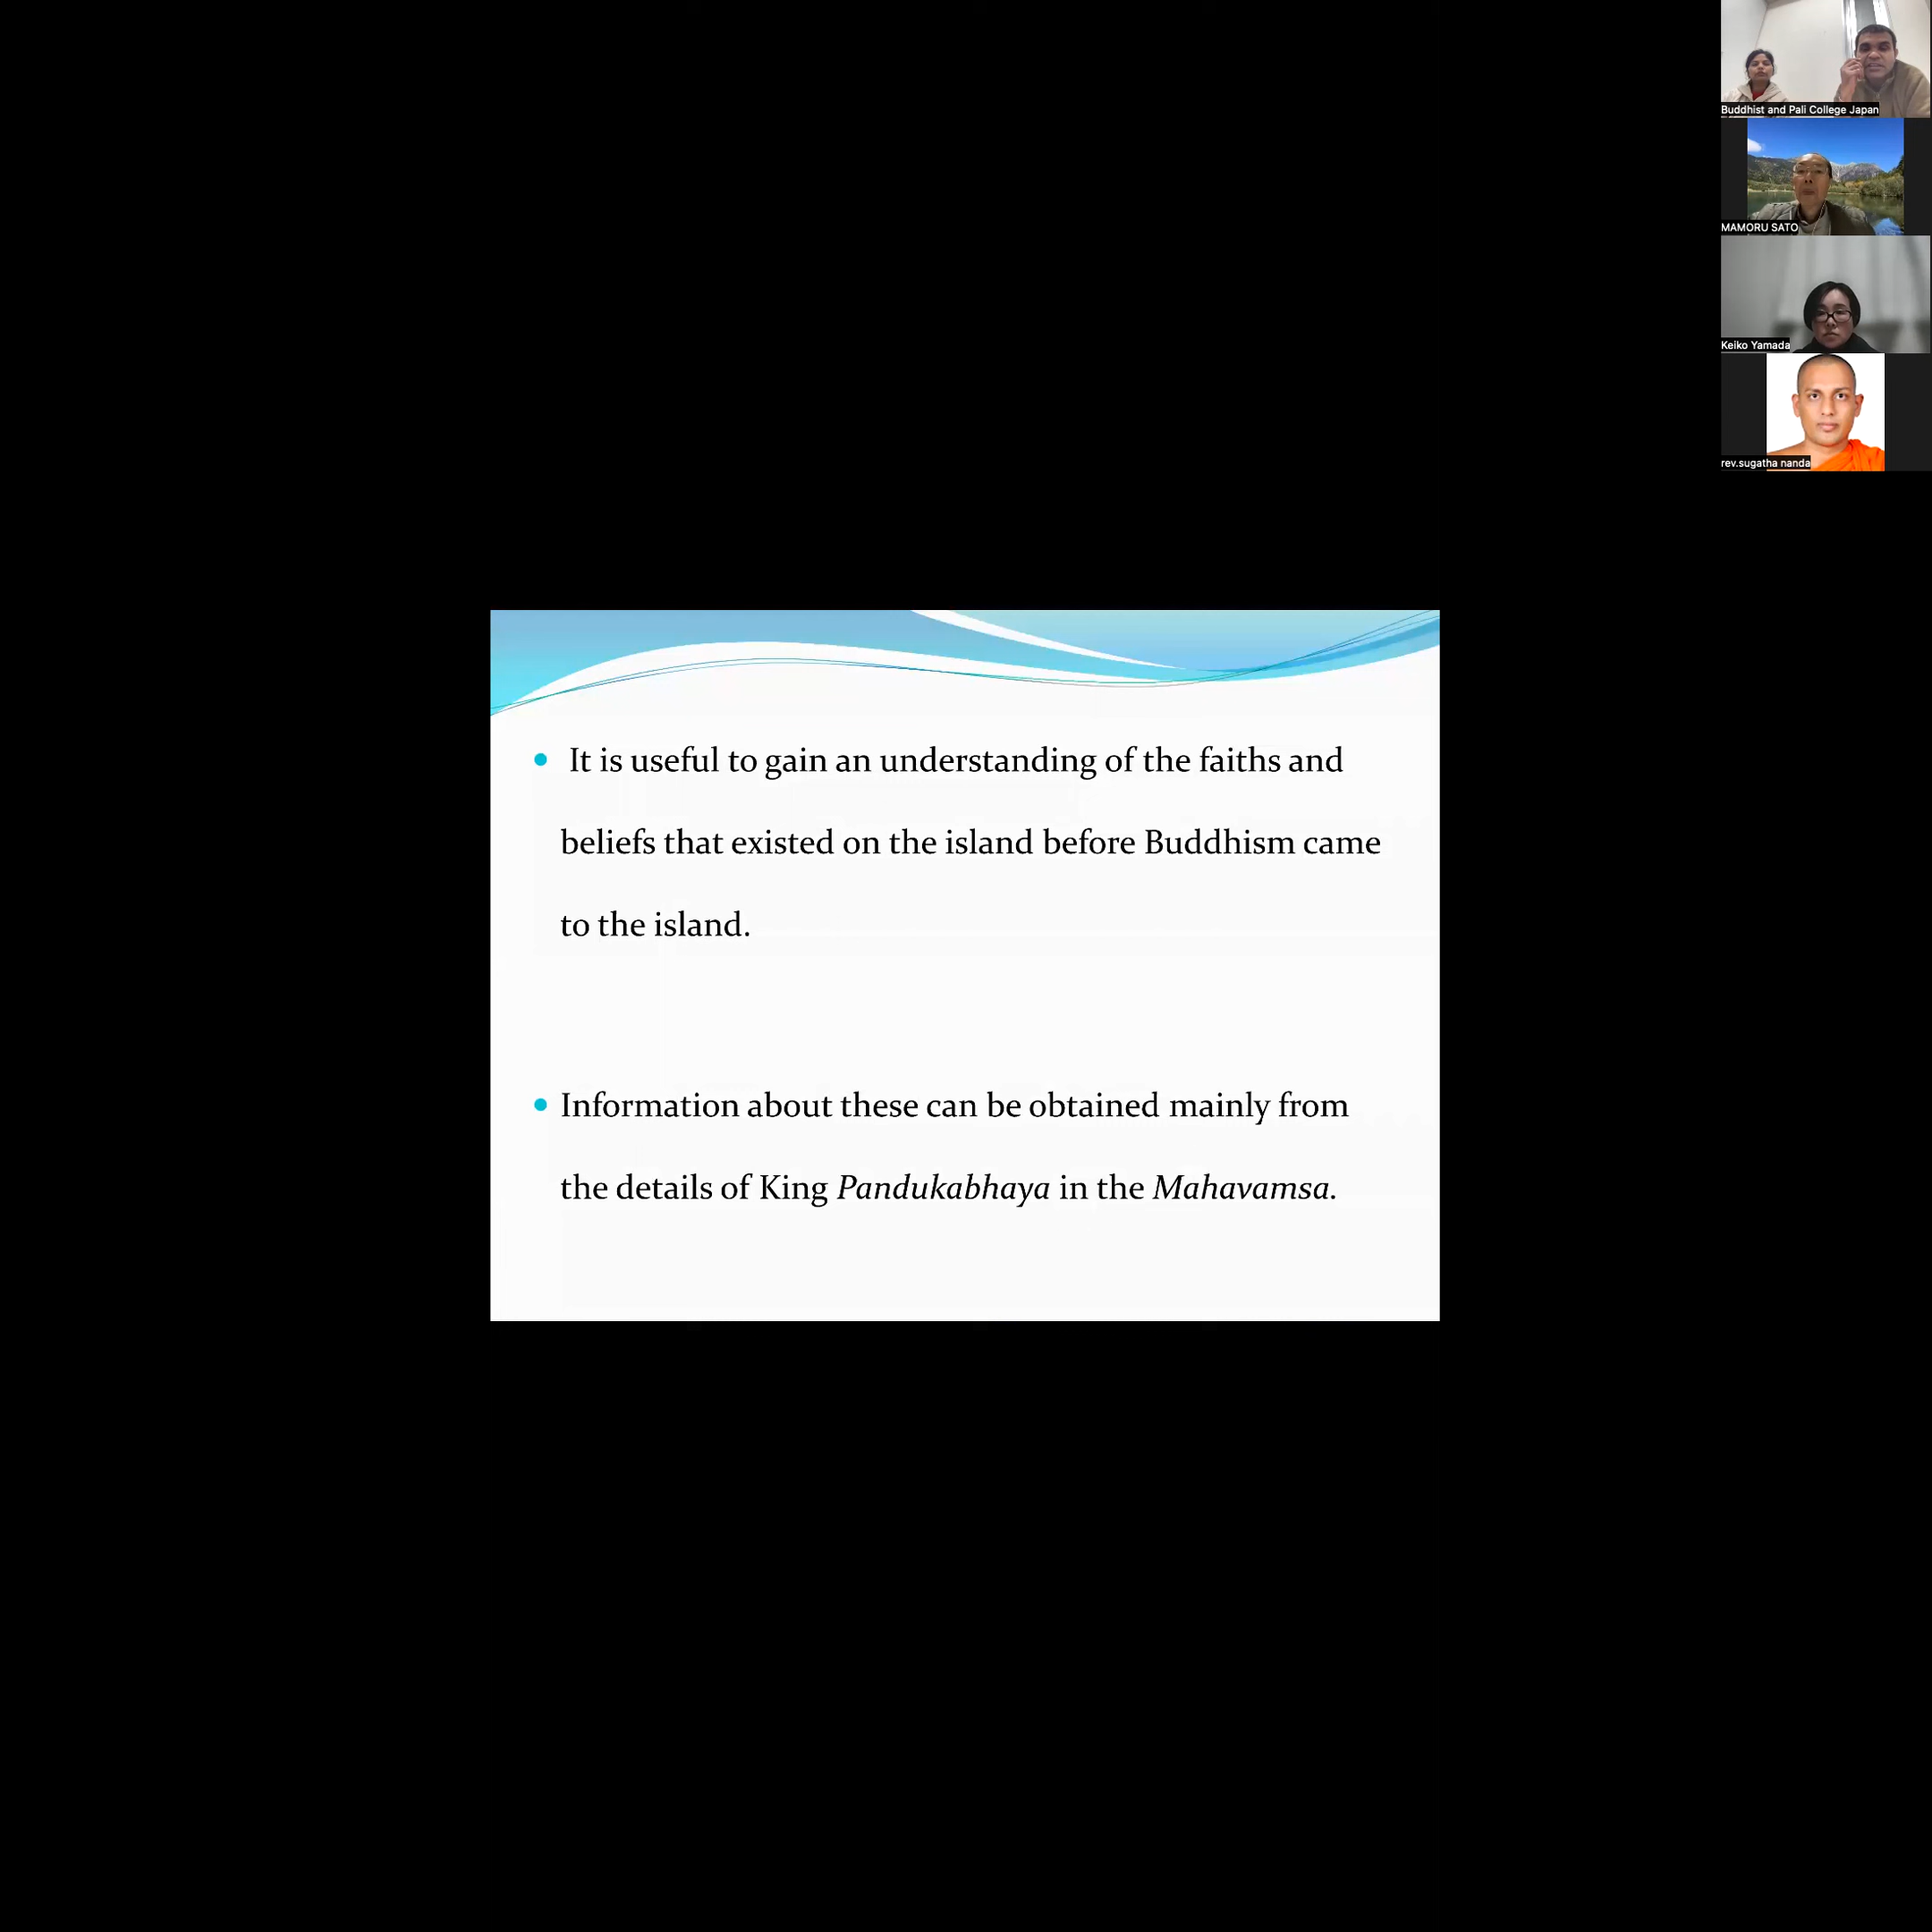 Buddhist and Pali College Japan
MAMORU SATO
Keiko Yamada
rev.sugatha nanda
• It is useful to gain an understanding of the faiths and
beliefs that existed on the island before Buddhism came
to the island.
• Information about these can be obtained mainly from
the details of King Pandukabhaya in the Mahavamsa.